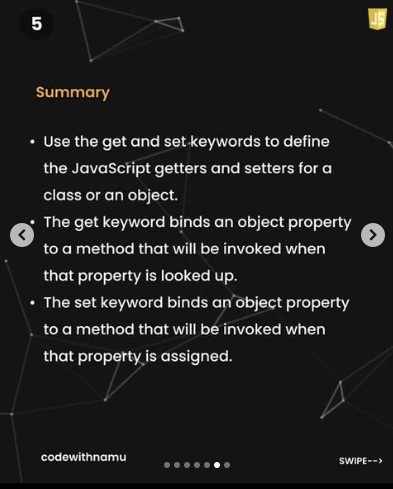 5
JS
Summary
• Use the get and set keywords to define
the JavaScript getters and setters for a
class or an object.
• The get keyword binds an object property
to a method that will be invoked when
that property is looked up.
• The set keyword binds an object property
to a method that will be invoked when
that property is assigned.
codewithnamu
SWIPE-->